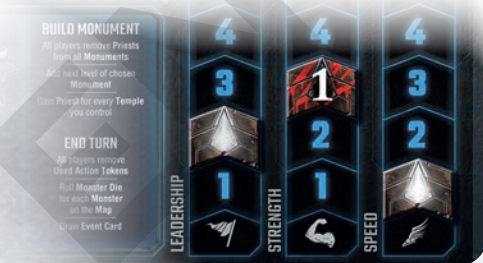 BUILD MONUMENT
All players remove Priests
from all Monuments
Add next level of chosen
Monument
Gain Priest for every Temple
you control
END TURN
All players remove
Used Action Tokens
Roll Monster Die
for each Monster
on the Map
Draw Event Card
LEADERSHIP
4
3
1
STRENGTH
4
1
2
1
SPEED
4
3
2